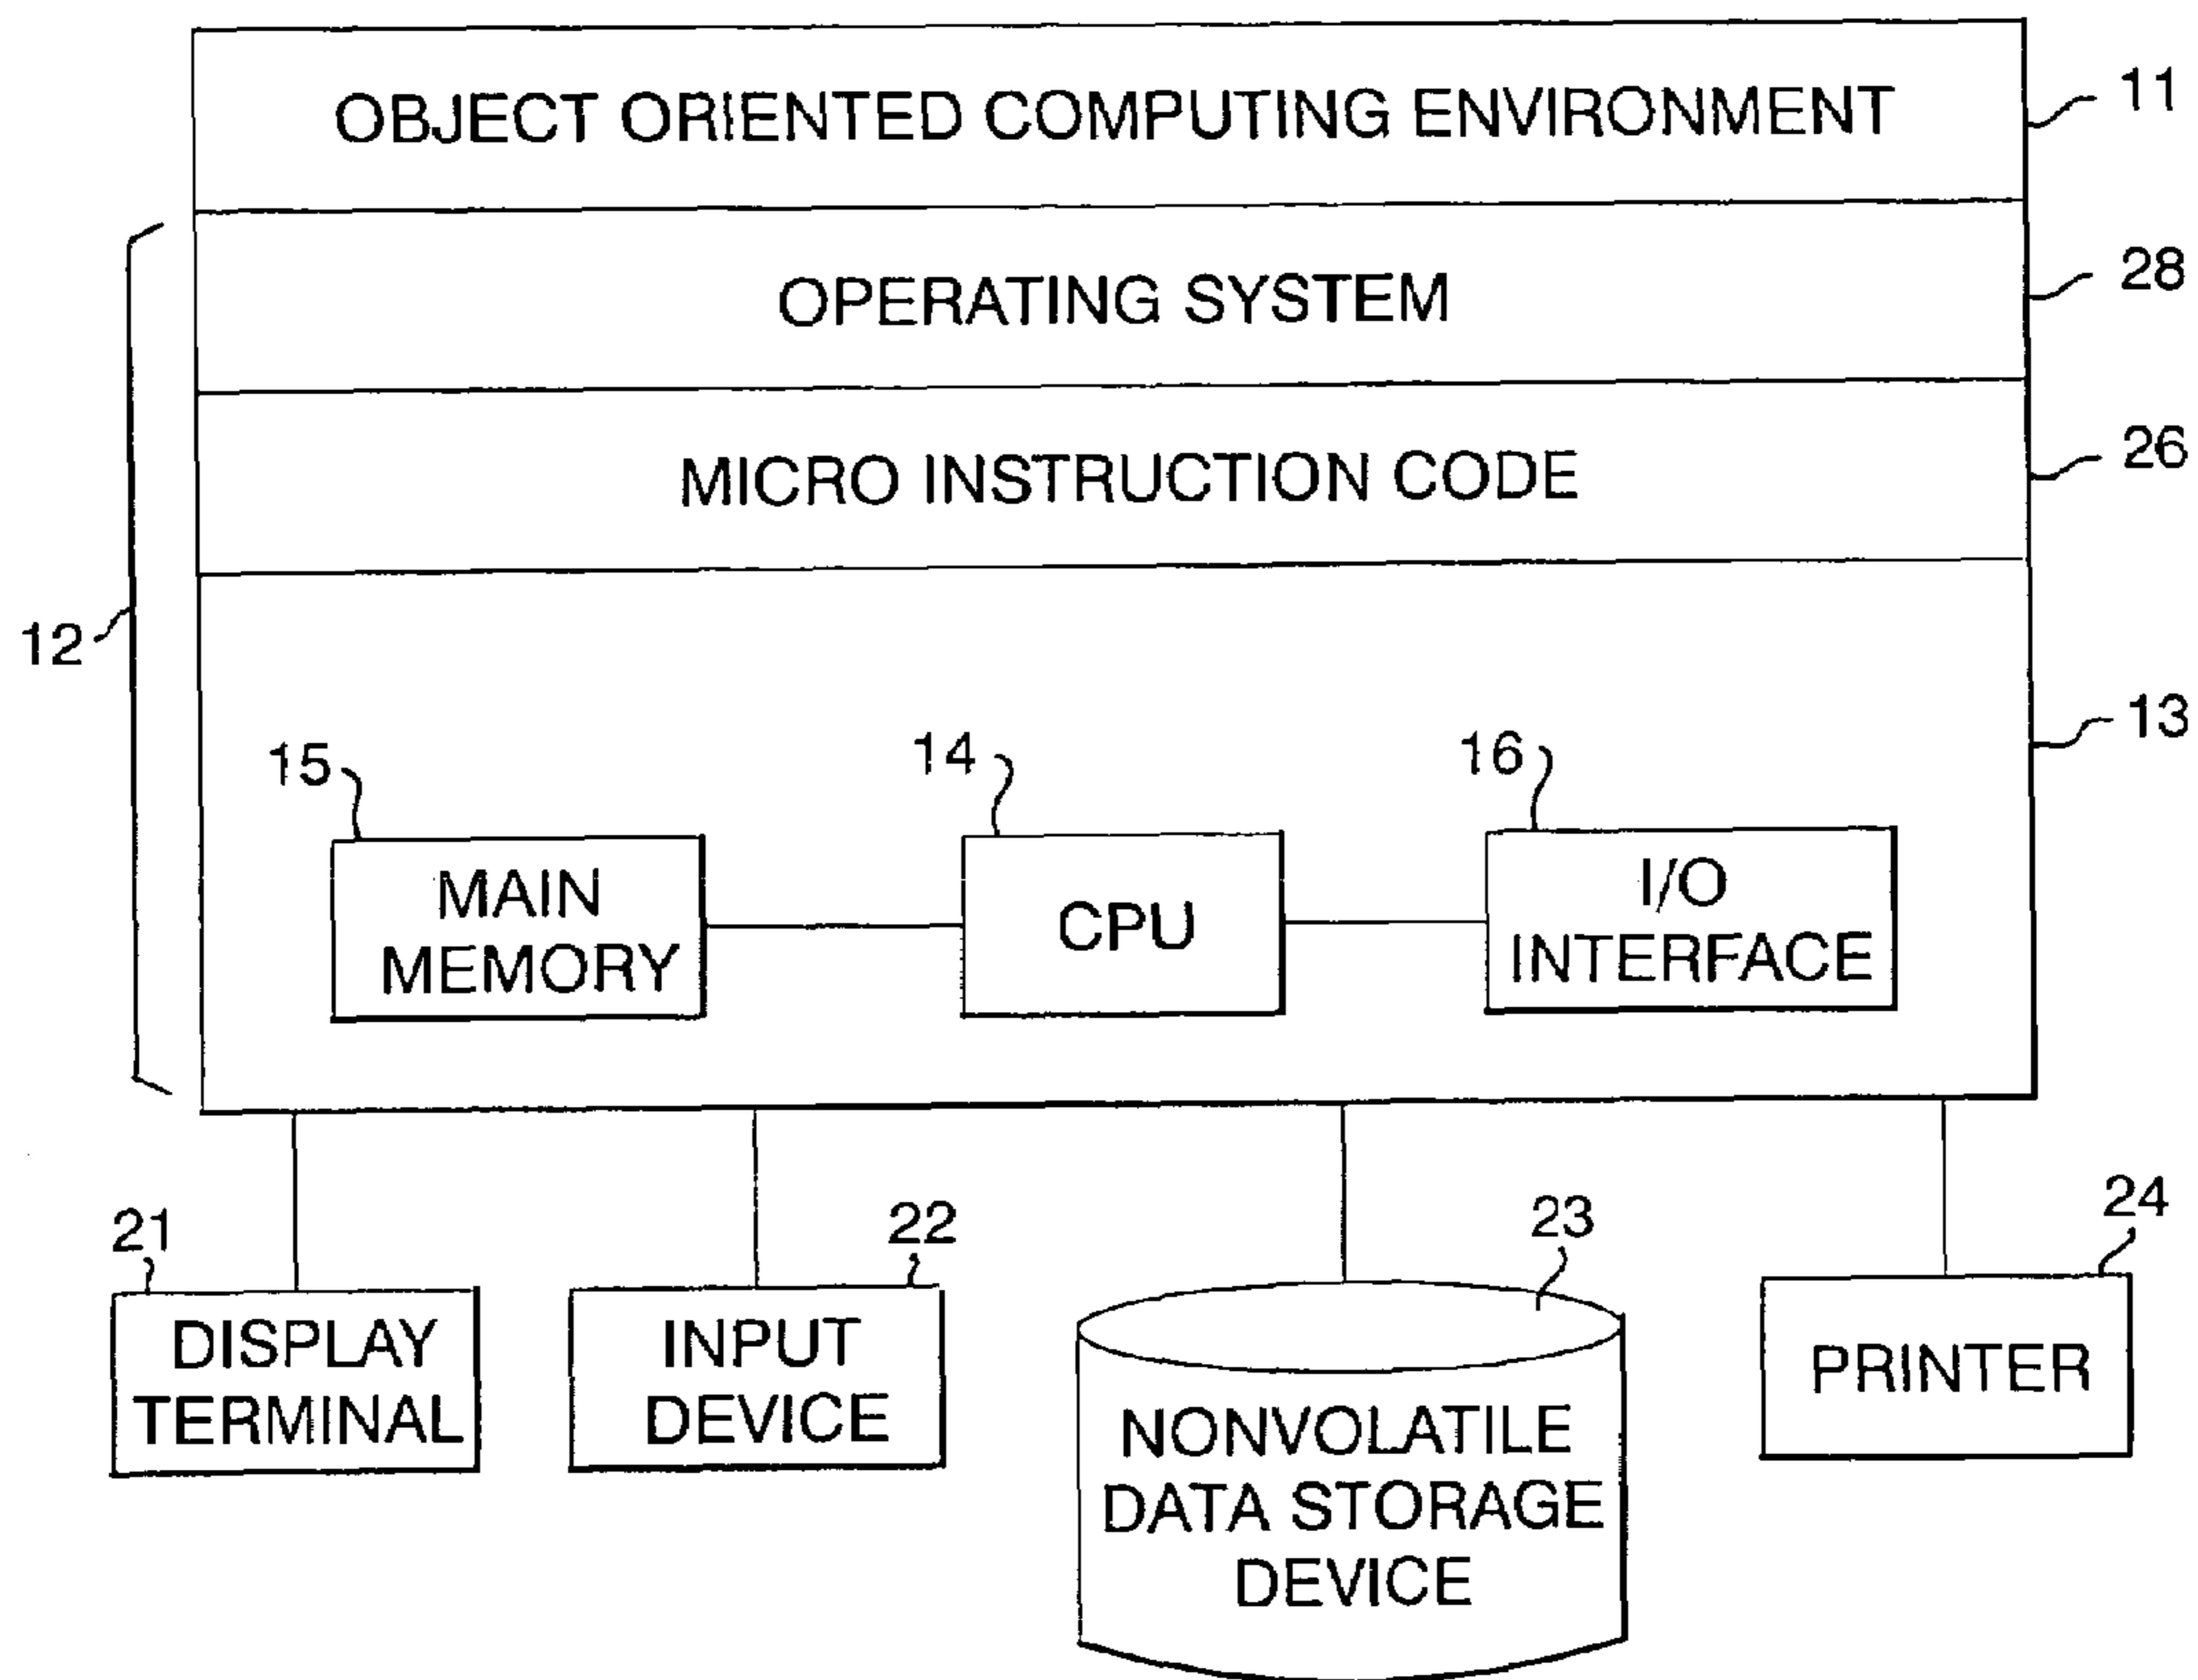 OBJECT ORIENTED COMPUTING ENVIRONMENT
11
OPERATING SYSTEM
28
MICRO INSTRUCTION CODE
26
12
13
15
14
16
MAIN
MEMORY
CPU
I/O
INTERFACE
21
22
23
24
DISPLAY
TERMINAL
INPUT
DEVICE
NONVOLATILE
DATA STORAGE
DEVICE
PRINTER